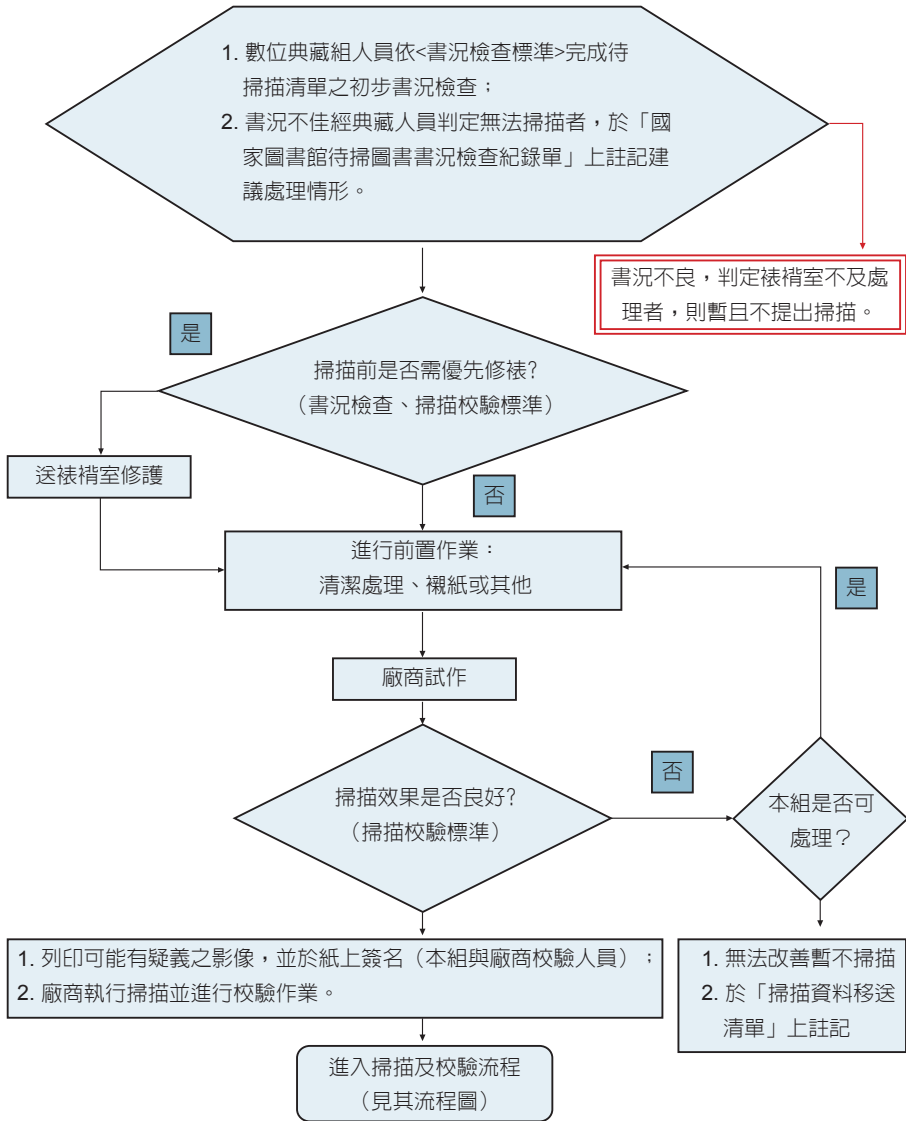 1. 數位典藏組人員依<書況檢查標準>完成待
掃描清單之初步書況檢查；
2. 書況不佳經典藏人員判定無法掃描者，於「國
家圖書館待掃圖書書況檢查紀錄單」上註記建
議處理情形。
書況不良，判定裱褙室不及處
理者，則暫且不提出掃描。
是
掃描前是否需優先修裱?
（書況檢查、掃描校驗標準）
送裱褙室修護
否
進行前置作業：
清潔處理、襯紙或其他
是
廠商試作
掃描效果是否良好?
（掃描校驗標準）
否
本組是否可
處理？
1. 列印可能有疑義之影像，並於紙上簽名（本組與廠商校驗人員）；
2. 廠商執行掃描並進行校驗作業。
1. 無法改善暫不掃描
2. 於「掃描資料移送
清單」上註記
進入掃描及校驗流程
（見其流程圖）